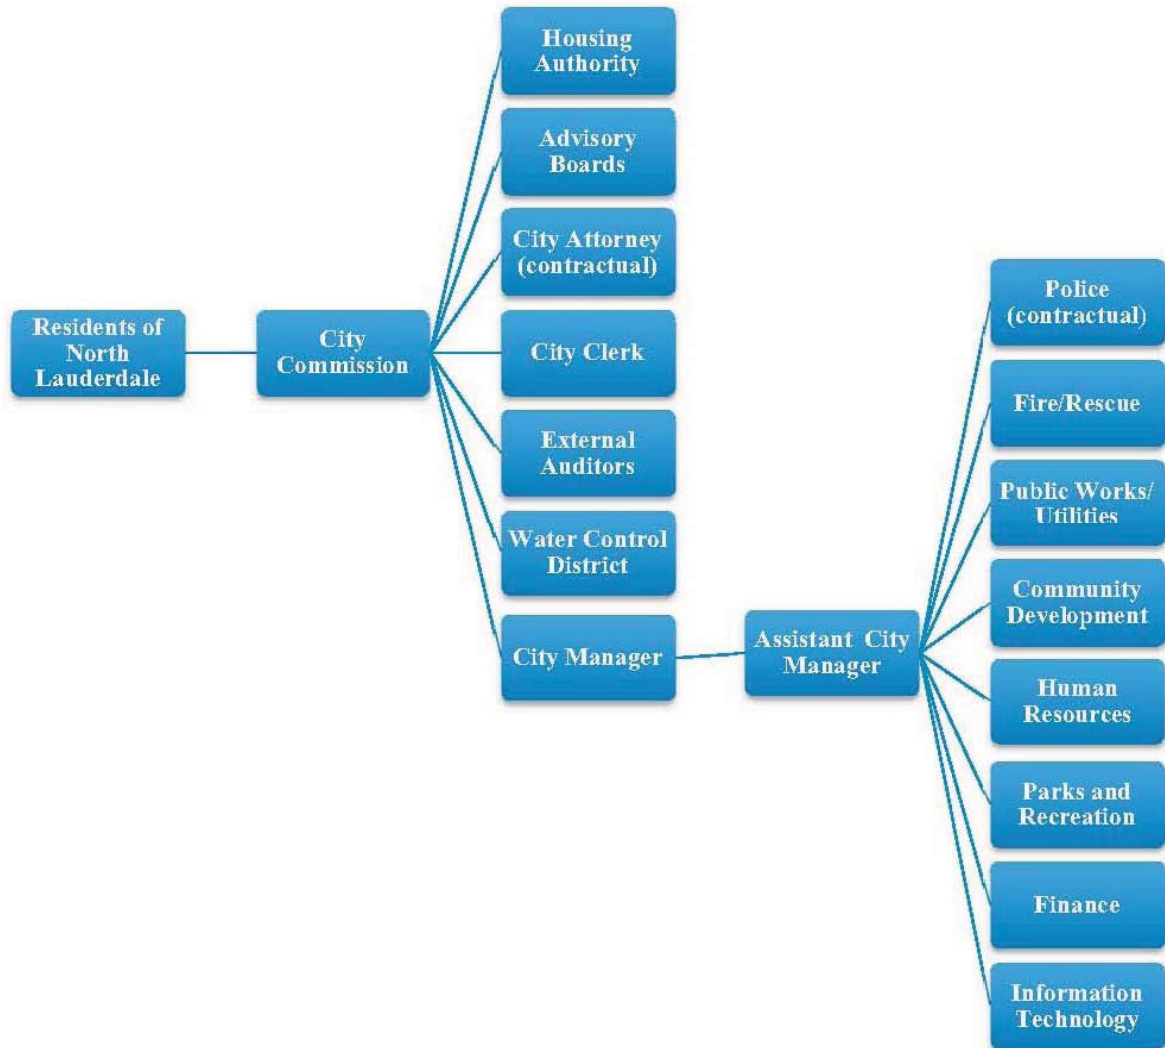 Residents of
North
Lauderdale
City
Commission
Housing
Authority
Advisory
Boards
City Attorney
(contractual)
City Clerk
External
Auditors
Water Control
District
City Manager
Assistant City
Manager
Police
(contractual)
Fire/Rescue
Public Works/
Utilities
Community
Development
Human
Resources
Parks and
Recreation
Finance
Information
Technology